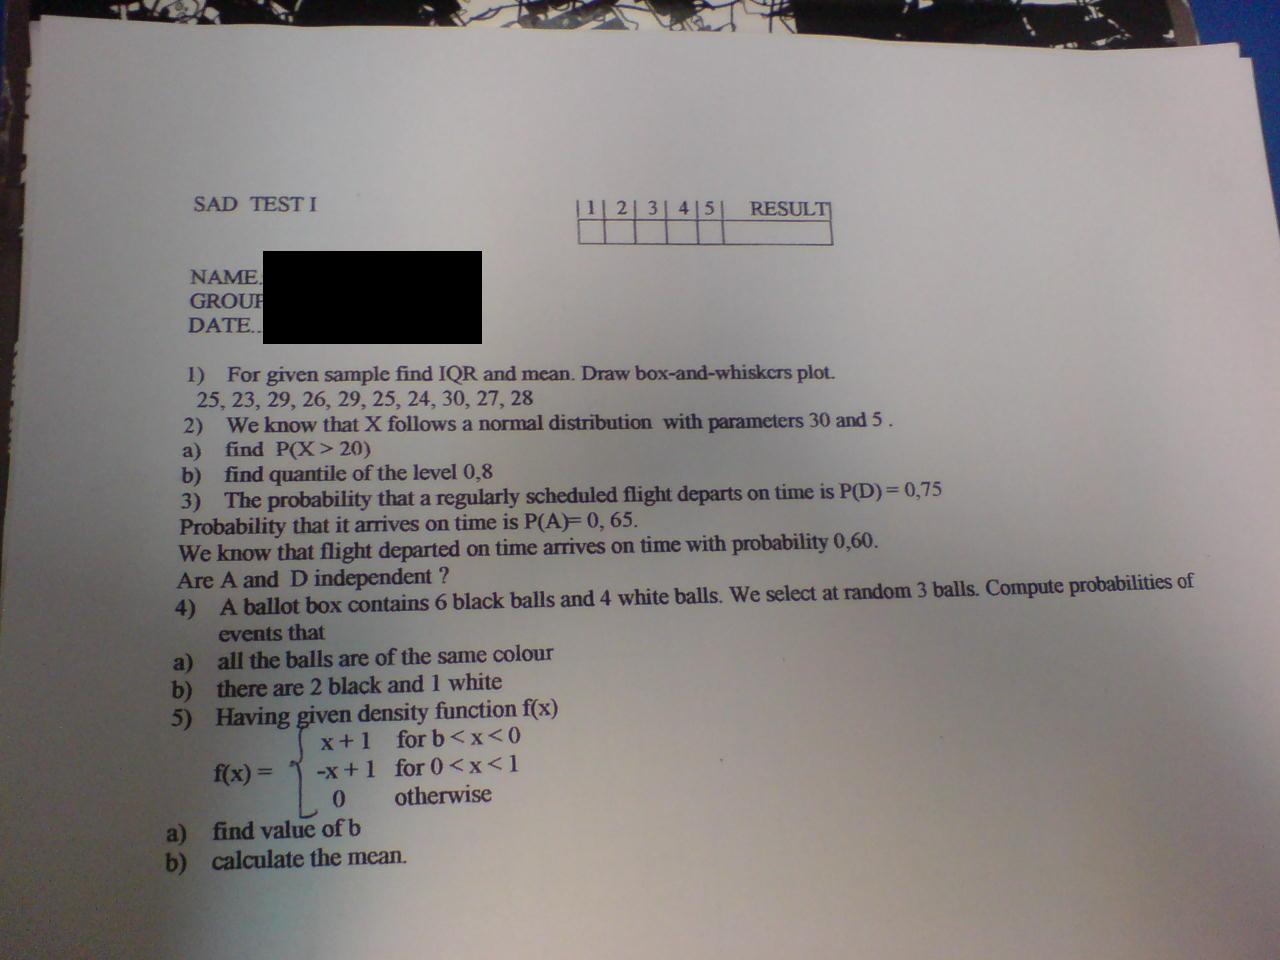 SAD TEST I
1 2 3 4 5 RESULT
NAME.
GROUP
DATE..
1) For given sample find IQR and mean. Draw box-and-whiskers plot.
25, 23, 29, 26, 29, 25, 24, 30, 27, 28
2) We know that X follows a normal distribution with parameters 30 and 5 .
a) find P(X > 20)
b) find quantile of the level 0,8
3) The probability that a regularly scheduled flight departs on time is P(D) = 0,75
Probability that it arrives on time is P(A)= 0, 65.
We know that flight departed on time arrives on time with probability 0,60.
Are A and D independent ?
4) A ballot box contains 6 black balls and 4 white balls. We select at random 3 balls. Compute probabilities of
events that
a) all the balls are of the same colour
b) there are 2 black and 1 white
5) Having given density function f(x)
x + 1 for b < x < 0
f(x) = { -x + 1 for 0 < x < 1
0 otherwise
a) find value of b
b) calculate the mean.